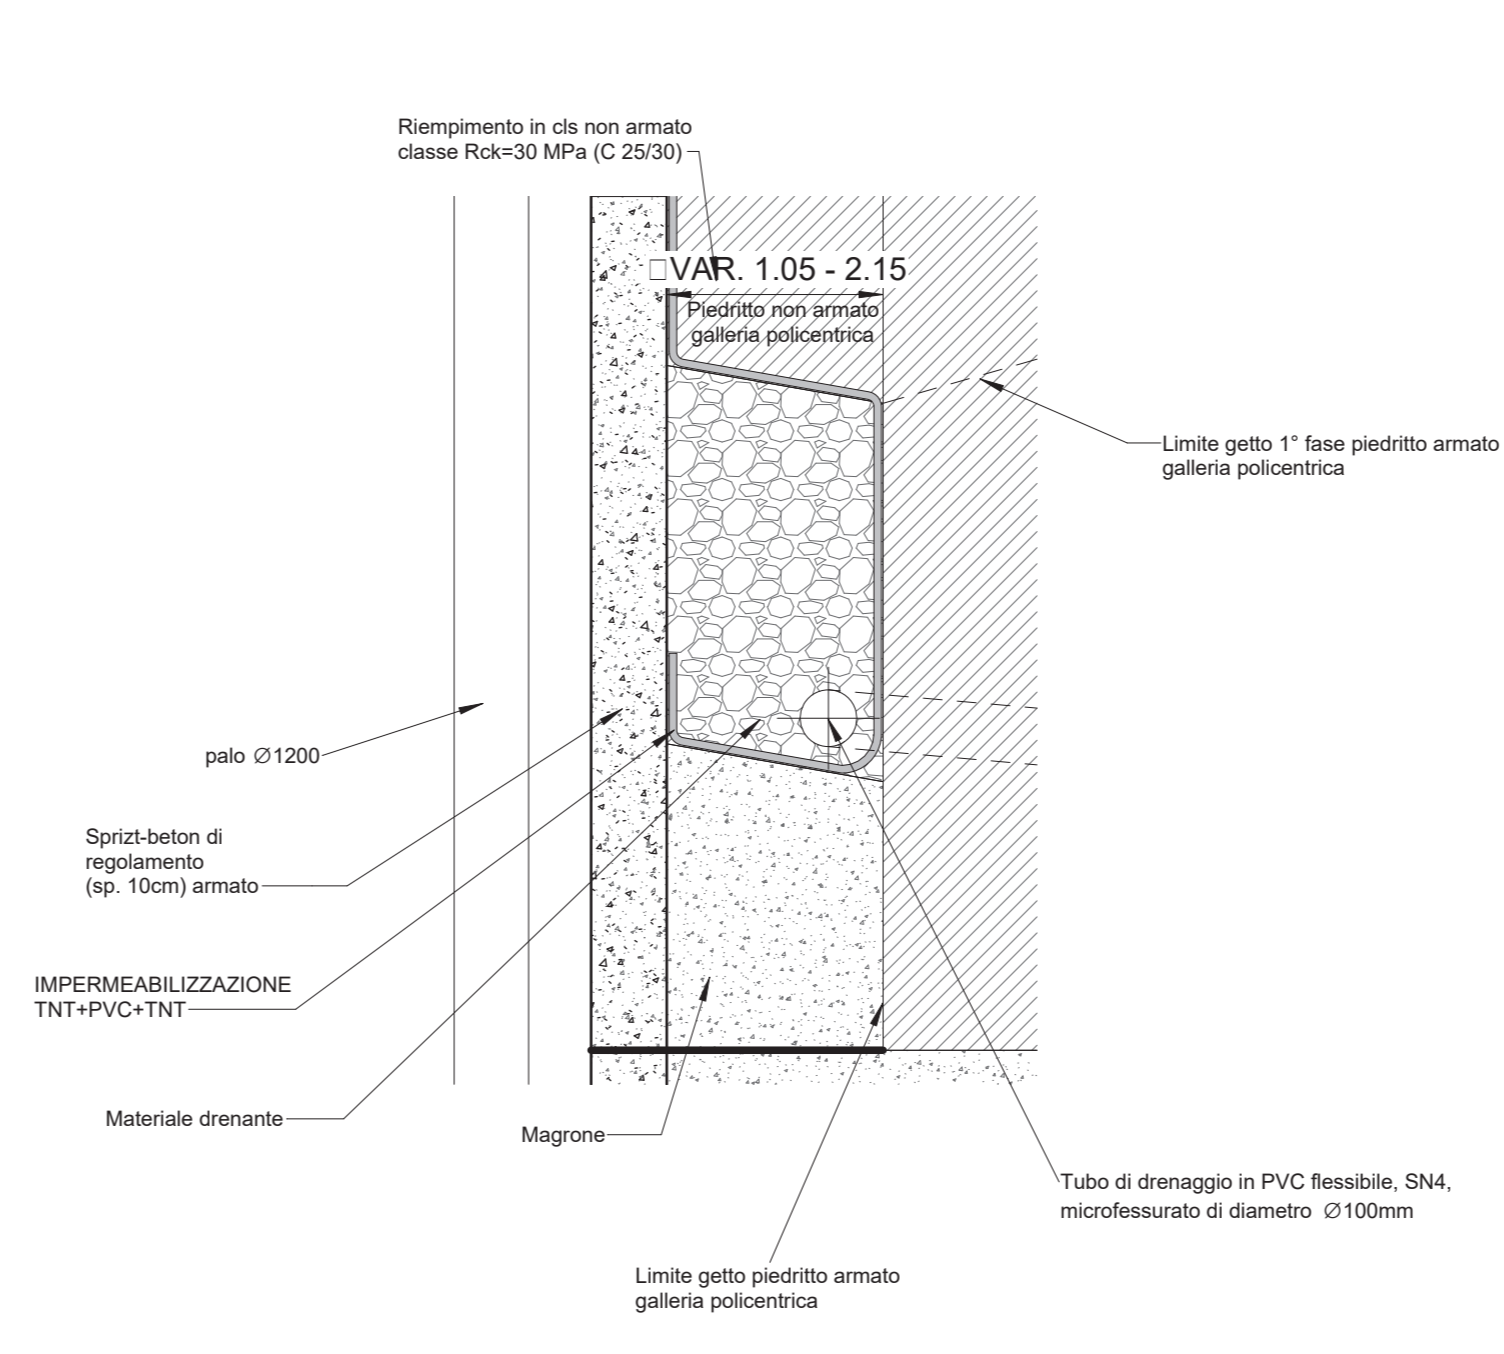 Riempimento in cls non armato
classe Rck=30 MPa (C 25/30)
□VAR. 1.05 - 2.15
Piedritto non armato
galleria policentrica
Limite getto 1° fase piedritto armato
galleria policentrica
palo ∅1200
Sprizt-beton di
regolamento
(sp. 10cm) armato
IMPERMEABILIZZAZIONE
TNT+PVC+TNT
Materiale drenante
Magrone
Tubo di drenaggio in PVC flessibile, SN4,
microfessurato di diametro ∅100mm
Limite getto piedritto armato
galleria policentrica